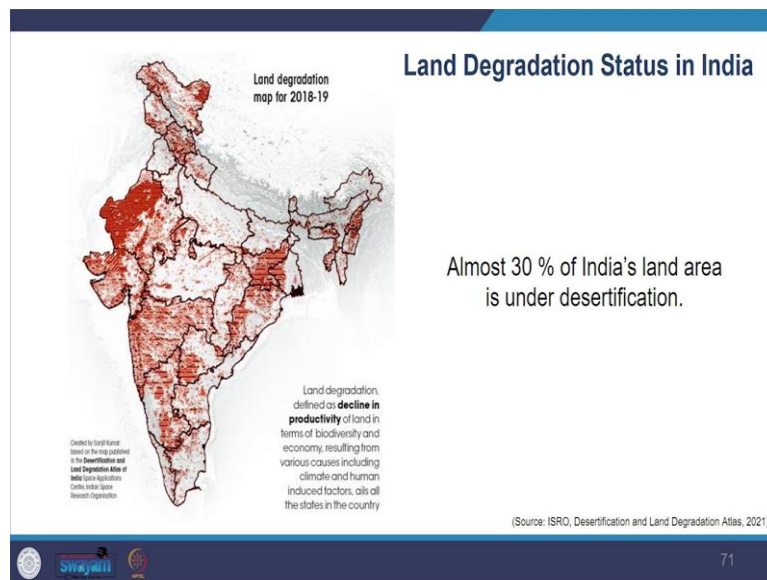 Land Degradation Status in India
Land degradation
map for 2018-19
Almost 30 % of India's land area
is under desertification.
Land degradation,
defined as decline in
productivity of land in
terms of biodiversity and
economy, resulting from
various causes including
climate and human
induced factors, ails all
the states in the country
Created by Sanjit Kumar;
based on the map published
in the Desertification and
Land Degradation Atlas of
India Space Applications
Centre, Indian Space
Research Organisation
(Source: ISRO, Desertification and Land Degradation Atlas, 2021)
swayam
NPTEL
71